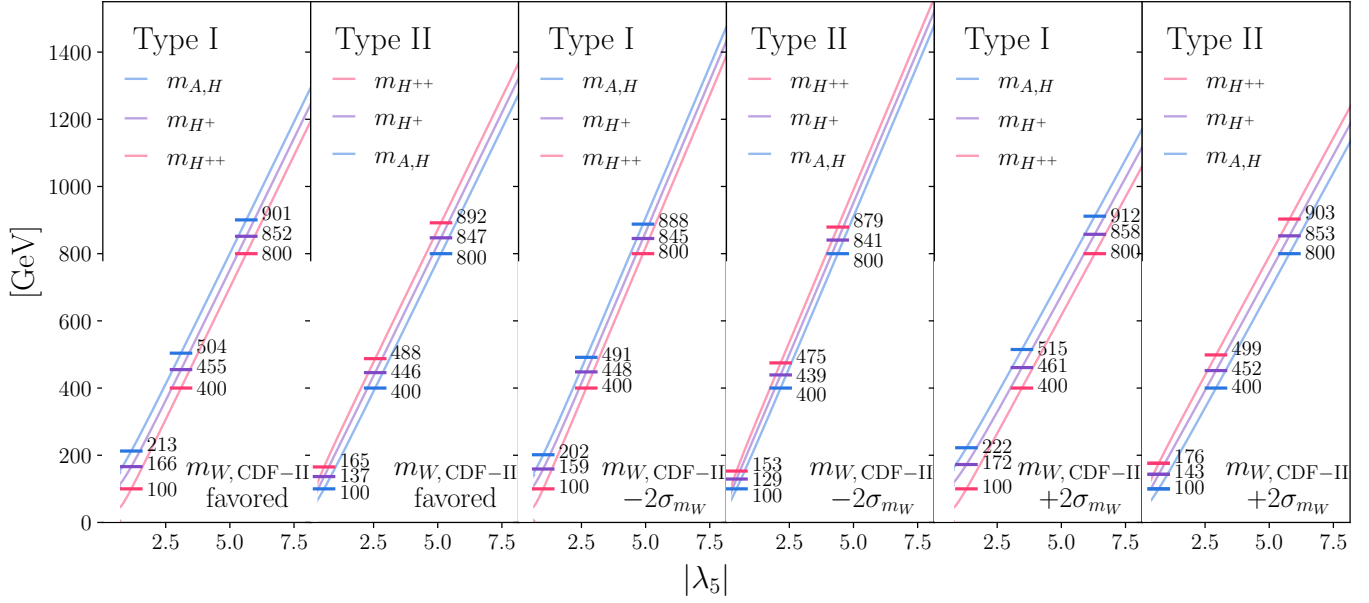 [GeV]
0
200
400
600
800
1000
1200
1400
Type I
m_{A,H}
m_{H^+}
m_{H^{++}}
901
852
800
504
455
400
213
166
100
m_{W, CDF−II}
favored
2.5 5.0 7.5
Type II
m_{H^{++}}
m_{H^+}
m_{A,H}
892
847
800
488
446
400
165
137
100
m_{W, CDF−II}
favored
2.5 5.0 7.5
Type I
m_{A,H}
m_{H^+}
m_{H^{++}}
888
845
800
491
448
400
202
159
100
m_{W, CDF−II}
−2σ_{m_W}
2.5 5.0 7.5
Type II
m_{H^{++}}
m_{H^+}
m_{A,H}
879
841
800
475
439
400
153
129
100
m_{W, CDF−II}
−2σ_{m_W}
2.5 5.0 7.5
Type I
m_{A,H}
m_{H^+}
m_{H^{++}}
912
858
800
515
461
400
222
172
100
m_{W, CDF−II}
+2σ_{m_W}
2.5 5.0 7.5
Type II
m_{H^{++}}
m_{H^+}
m_{A,H}
903
853
800
499
452
400
176
143
100
m_{W, CDF−II}
+2σ_{m_W}
2.5 5.0 7.5
|λ_5|